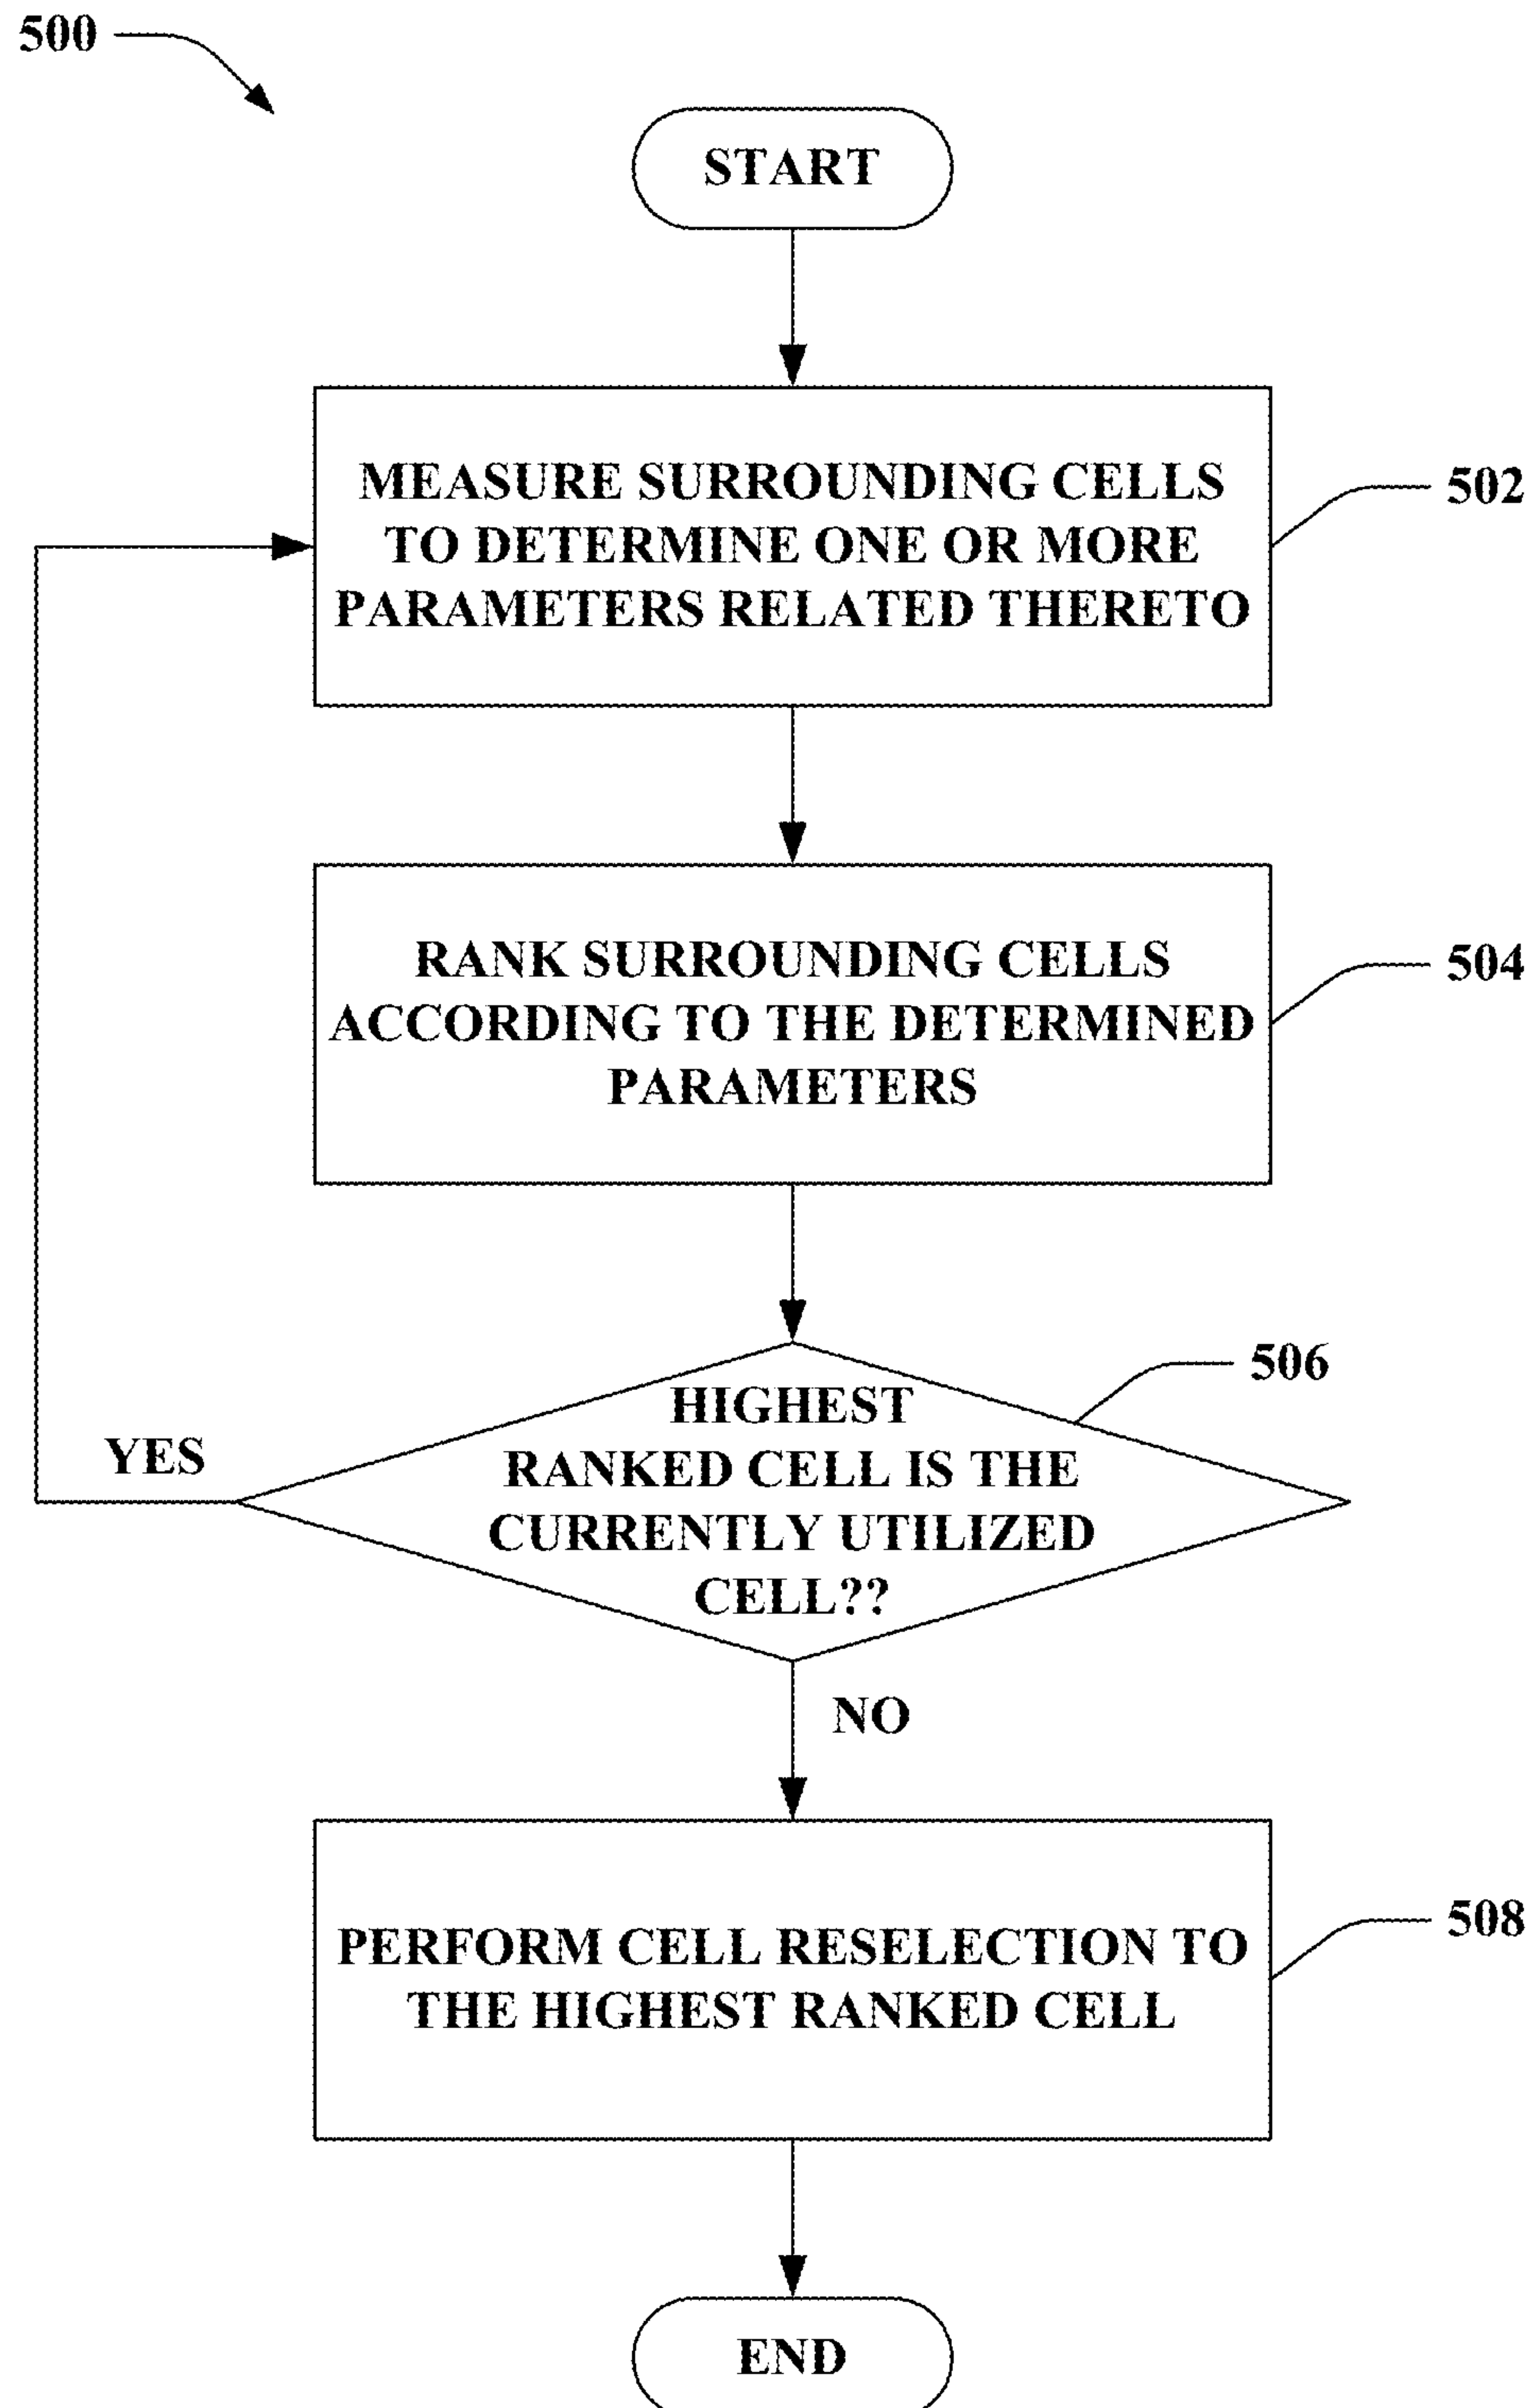 500
START
MEASURE SURROUNDING CELLS
TO DETERMINE ONE OR MORE
PARAMETERS RELATED THERETO
502
RANK SURROUNDING CELLS
ACCORDING TO THE DETERMINED
PARAMETERS
504
HIGHEST
RANKED CELL IS THE
CURRENTLY UTILIZED
CELL??
506
YES
NO
PERFORM CELL RESELECTION TO
THE HIGHEST RANKED CELL
508
END